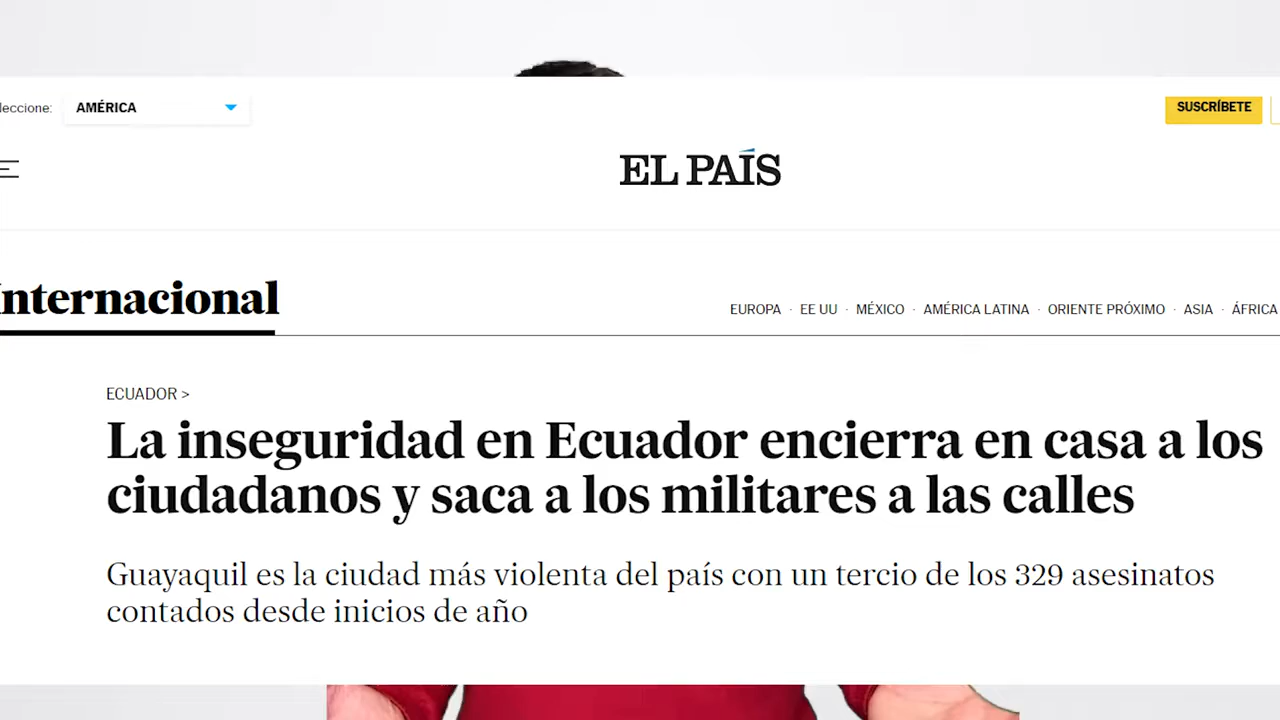 leccione: AMÉRICA SUSCRÍBETE
EL PAÍS
Internacional
EUROPA · EE UU · MÉXICO · AMÉRICA LATINA · ORIENTE PRÓXIMO · ASIA · ÁFRICA
ECUADOR >
La inseguridad en Ecuador encierra en casa a los
ciudadanos y saca a los militares a las calles
Guayaquil es la ciudad más violenta del país con un tercio de los 329 asesinatos
contados desde inicios de año